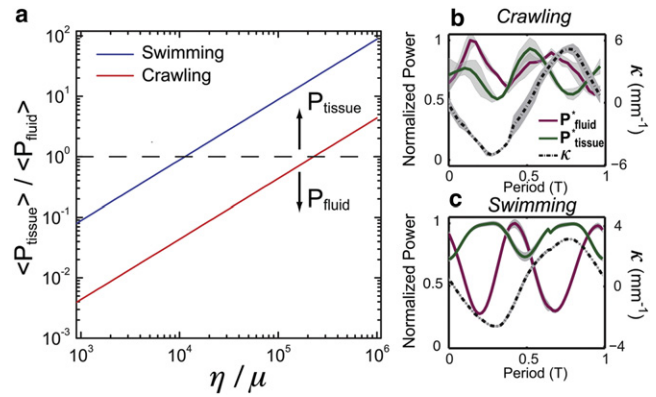 a
Swimming
Crawling
<P_tissue> / <P_fluid>
10²
10¹
10⁰
10⁻¹
10⁻²
10⁻³
P_tissue
P_fluid
10³ 10⁴ 10⁵ 10⁶
η / μ
b Crawling
Normalized Power
1
0.5
0
6
0
-6
κ (mm⁻¹)
P*_fluid
P*_tissue
κ
0 0.5 1
Period (T)
c Swimming
Normalized Power
1
0.5
0
4
0
-4
κ (mm⁻¹)
0 0.5 1
Period (T)